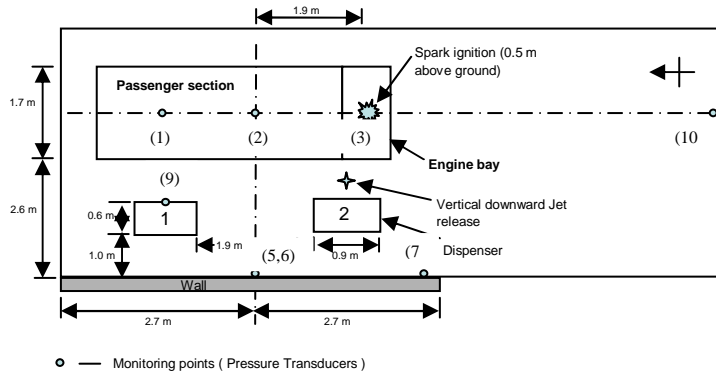 1.9 m
Spark ignition (0.5 m
above ground)
Passenger section
1.7 m
(1)
(2)
(3)
(10
Engine bay
(9)
2.6 m
Vertical downward Jet
release
0.6 m
1
2
1.9 m
0.9 m
Dispenser
1.0 m
(5,6)
(7
Wall
2.7 m
2.7 m
Monitoring points ( Pressure Transducers )